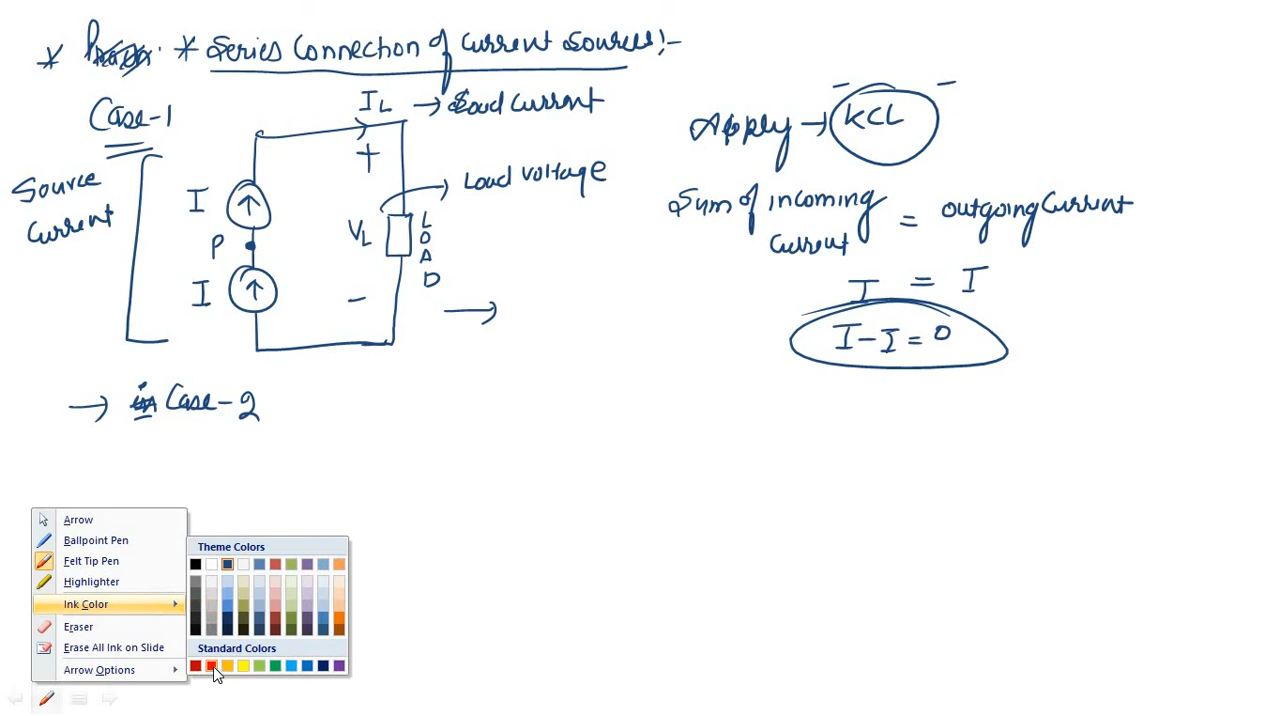 * * Series Connection of Current Sources:-
Case-1
IL → Load Current
Apply → KCL
Source
Current
+
Load Voltage
I
P
I
VL
LOAD
-
→
Sum of incoming = outgoing Current
Current
I = I
I-I=0
→ in Case-2
Arrow
Ballpoint Pen
Felt Tip Pen
Highlighter
Ink Color
Eraser
Erase All Ink on Slide
Arrow Options
Theme Colors
Standard Colors